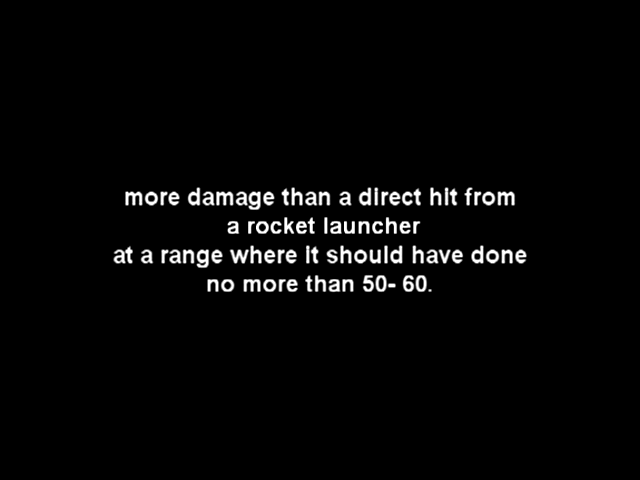 more damage than a direct hit from
a rocket launcher
at a range where it should have done
no more than 50- 60.